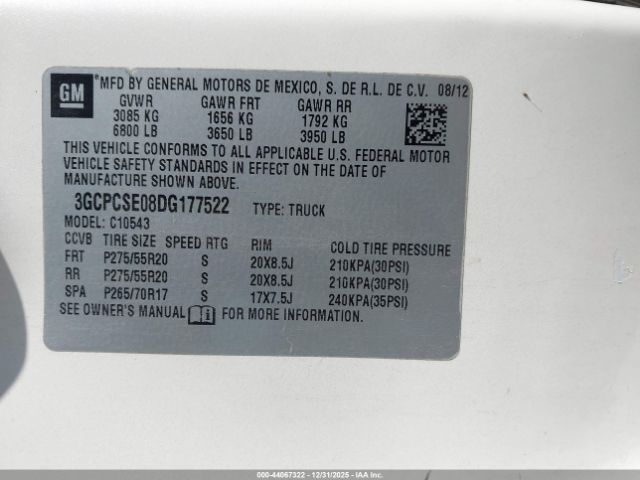 GM
*MFD BY GENERAL MOTORS DE MEXICO, S. DE R.L. DE C.V. 08/12
GVWR GAWR FRT GAWR RR
3085 KG 1656 KG 1792 KG
6800 LB 3650 LB 3950 LB
THIS VEHICLE CONFORMS TO ALL APPLICABLE U.S. FEDERAL MOTOR
VEHICLE SAFETY STANDARDS IN EFFECT ON THE DATE OF
MANUFACTURE SHOWN ABOVE.
3GCPCSE08DG177522 TYPE: TRUCK
MODEL: C10543
CCVB TIRE SIZE SPEED RTG RIM COLD TIRE PRESSURE
FRT P275/55R20 S 20X8.5J 210KPA(30PSI)
RR P275/55R20 S 20X8.5J 210KPA(30PSI)
SPA P265/70R17 S 17X7.5J 240KPA(35PSI)
SEE OWNER'S MANUAL FOR MORE INFORMATION.
000-44067322 - 12/31/2025 - IAA Inc.